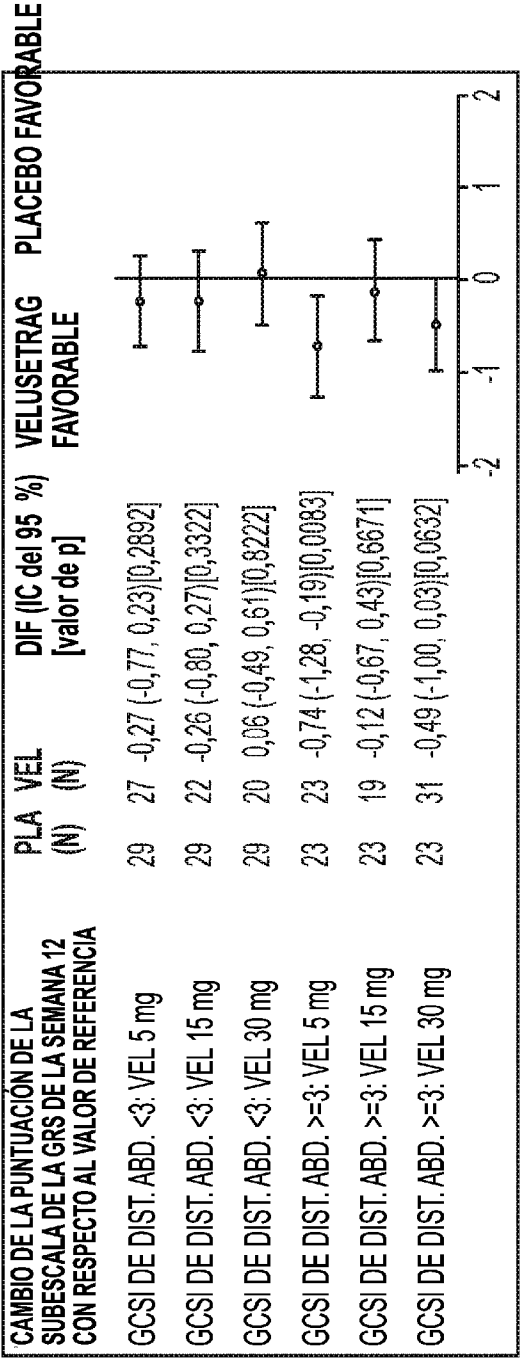 CAMBIO DE LA PUNTUACIÓN DE LA
SUBESCALA DE LA GRS DE LA SEMANA 12
CON RESPECTO AL VALOR DE REFERENCIA
PLA VEL
(N) (N)
DIF (IC del 95 %)
[valor de p]
VELUSETRAG
FAVORABLE
PLACEBO FAVORABLE
GCSI DE DIST. ABD. <3: VEL 5 mg 29 27 -0,27 (-0,77, 0,23)[0,2892]
GCSI DE DIST. ABD. <3: VEL 15 mg 29 22 -0,26 (-0,80, 0,27)[0,3322]
GCSI DE DIST. ABD. <3: VEL 30 mg 29 20 0,06 (-0,49, 0,61)[0,8222]
GCSI DE DIST. ABD. >=3: VEL 5 mg 23 23 -0,74 (-1,28, -0,19)[0,0083]
GCSI DE DIST. ABD. >=3: VEL 15 mg 23 19 -0,12 (-0,67, 0,43)[0,6671]
GCSI DE DIST. ABD. >=3: VEL 30 mg 23 31 -0,49 (-1,00, 0,03)[0,0632]
-2 -1 0 1 2